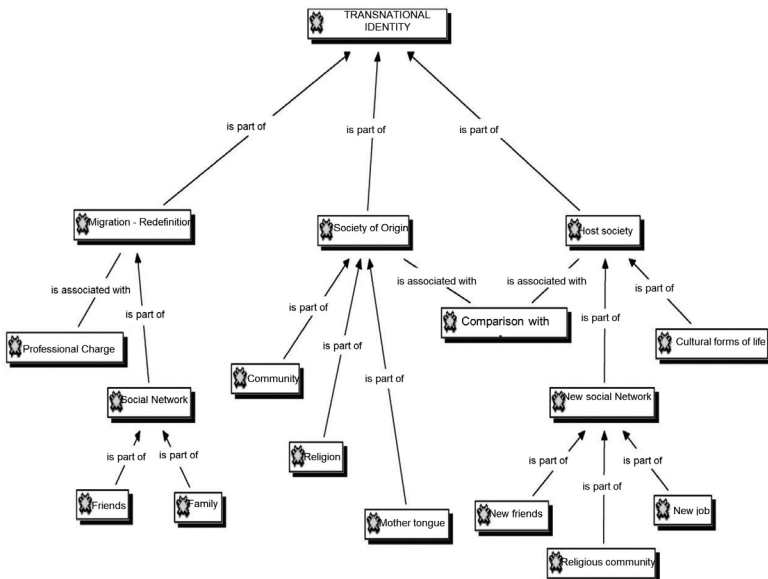 TRANSNATIONAL
IDENTITY
is part of
is part of
is part of
Migration - Redefinition
Society of Origin
Host society
is associated with
is part of
is part of
is associated with
is associated with
is part of
is part of
Professional Charge
Comparison with
Cultural forms of life
is part of
is part of
Community
Social Network
New social Network
is part of
Religion
is part of
is part of
is part of
is part of
is part of
Friends
Family
Mother tongue
New friends
New job
Religious community